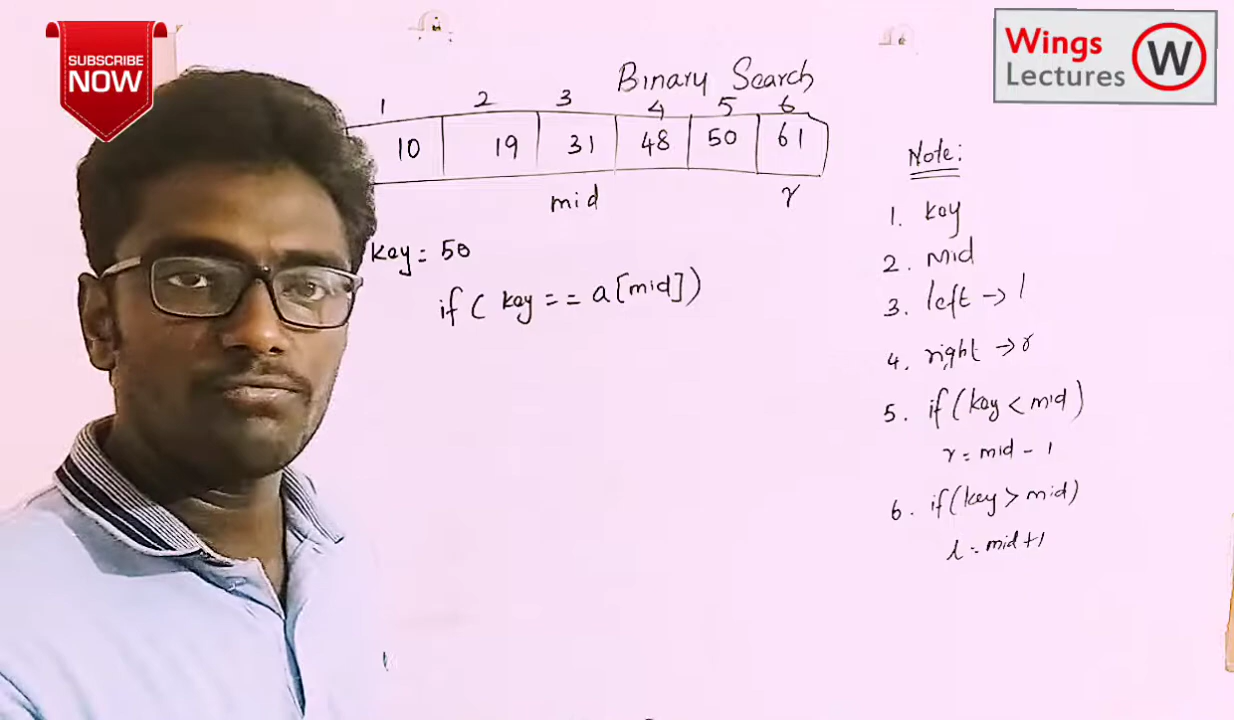 SUBSCRIBE
NOW
Wings
Lectures
W
Binary Search
1 2 3 4 5 6
10 19 31 48 50 61
mid r
key = 50
if ( key == a[mid])
Note:
1. key
2. mid
3. left → l
4. right → r
5. if (key < mid)
r = mid - 1
6. if (key > mid)
l = mid + 1